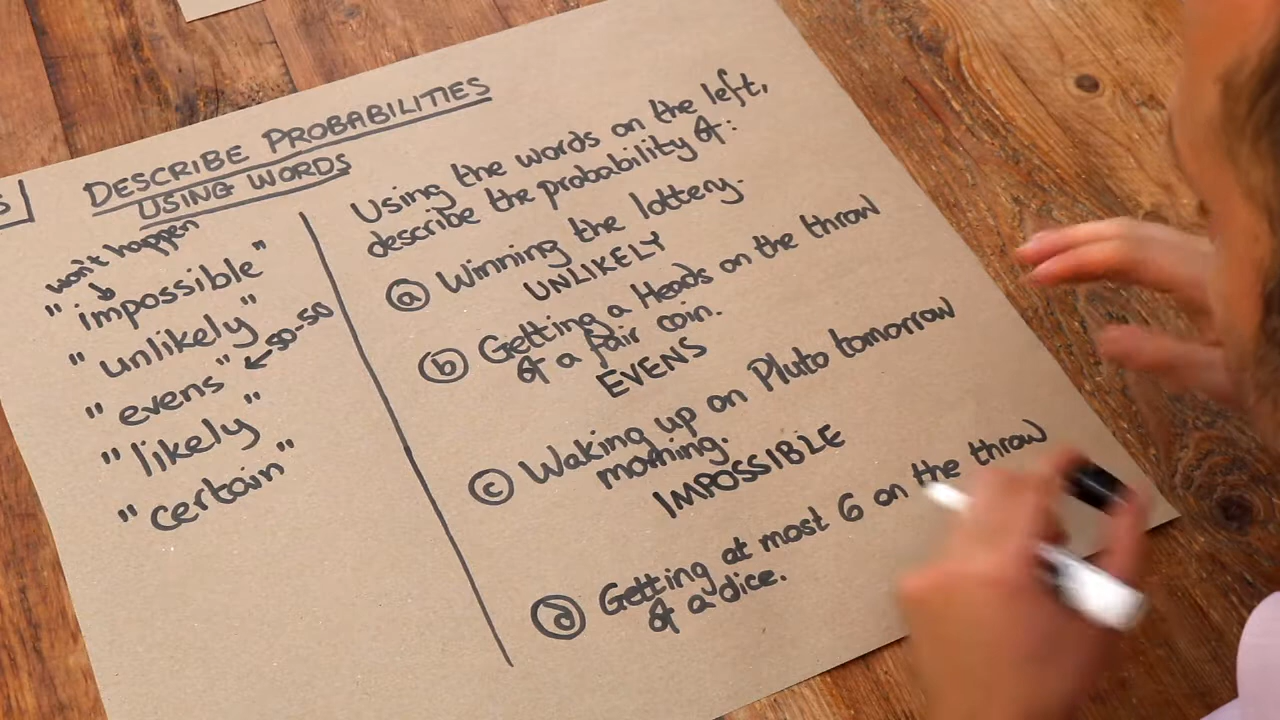 5
DESCRIBE PROBABILITIES
USING WORDS
won't happen
"impossible"
"unlikely"
"evens" ← 50-50
"likely"
"certain"
Using the words on the left,
describe the probability of:
a Winning the lottery.
UNLIKELY
b Getting a Heads on the throw
of a fair coin.
EVENS
c Waking up on Pluto tomorrow
morning.
IMPOSSIBLE
d Getting at most 6 on the throw
of a dice.